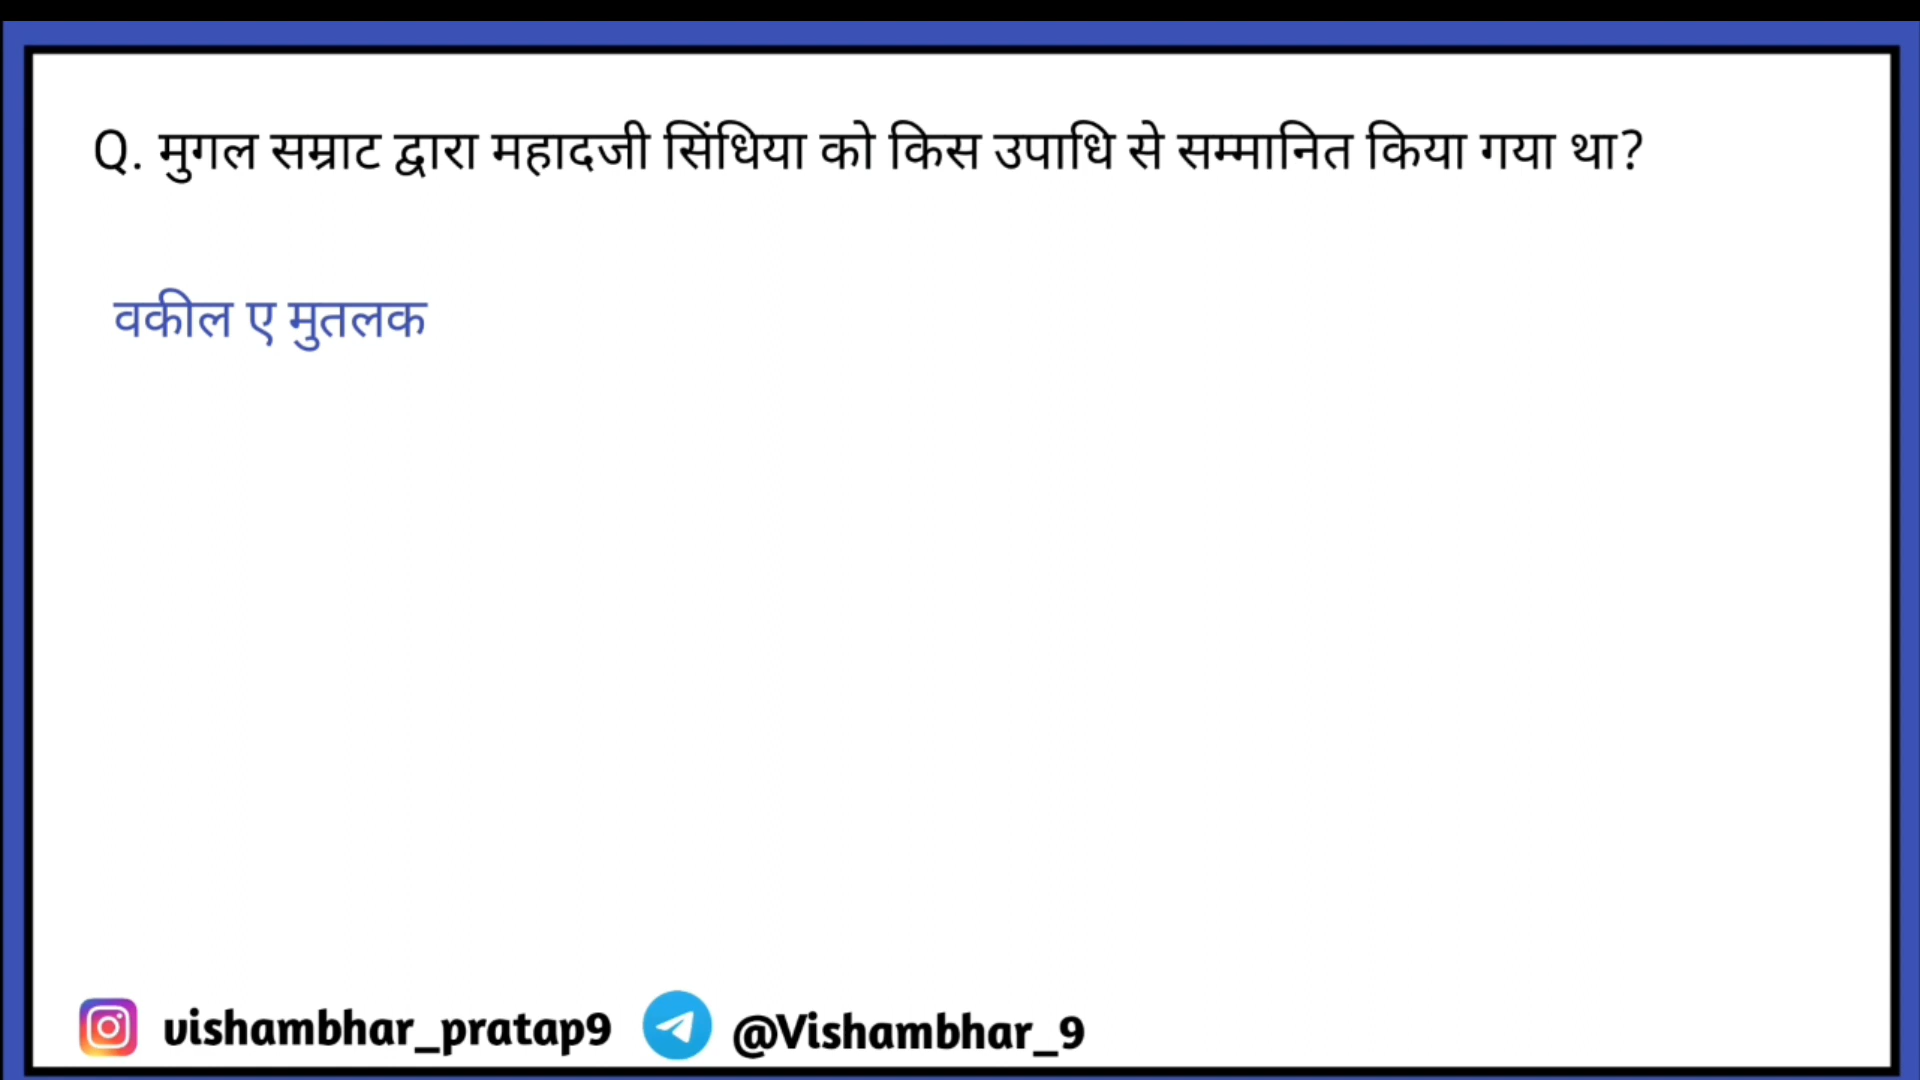 Q. मुगल सम्राट द्वारा महादजी सिंधिया को किस उपाधि से सम्मानित किया गया था?
वकील ए मुतलक
vishambhar_pratap9 @Vishambhar_9